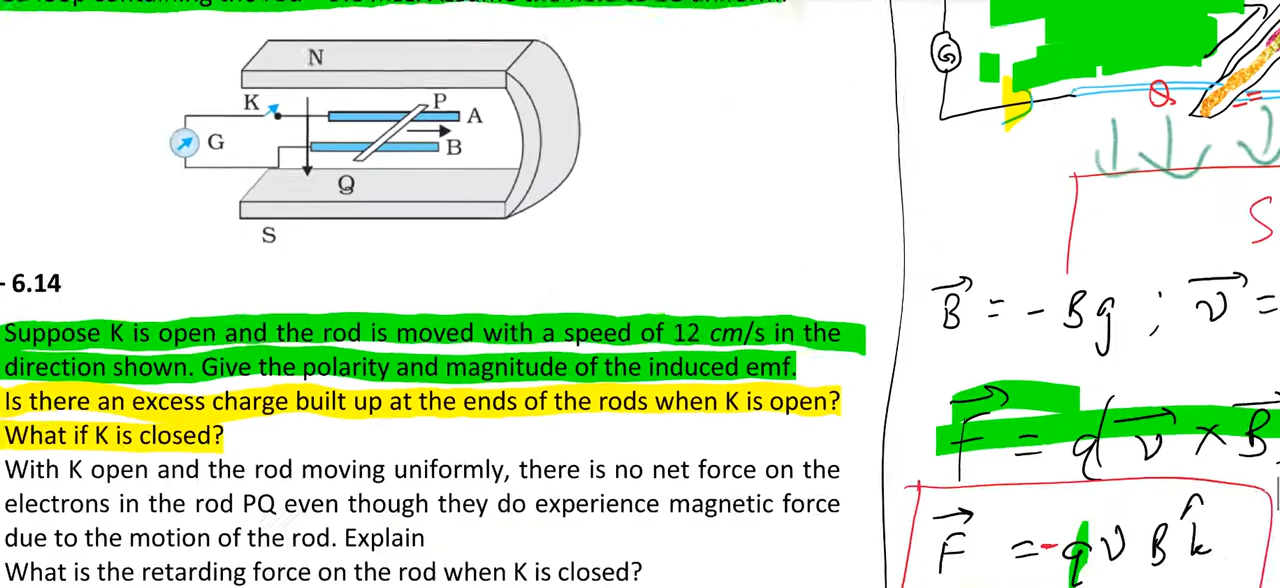 N
K
P
A
G
B
Q
S
- 6.14
Suppose K is open and the rod is moved with a speed of 12 cm/s in the
direction shown. Give the polarity and magnitude of the induced emf.
Is there an excess charge built up at the ends of the rods when K is open?
What if K is closed?
With K open and the rod moving uniformly, there is no net force on the
electrons in the rod PQ even though they do experience magnetic force
due to the motion of the rod. Explain
What is the retarding force on the rod when K is closed?
G
Q
S
B = - B ; v =
F = q(v × B
F = -q v B k̂